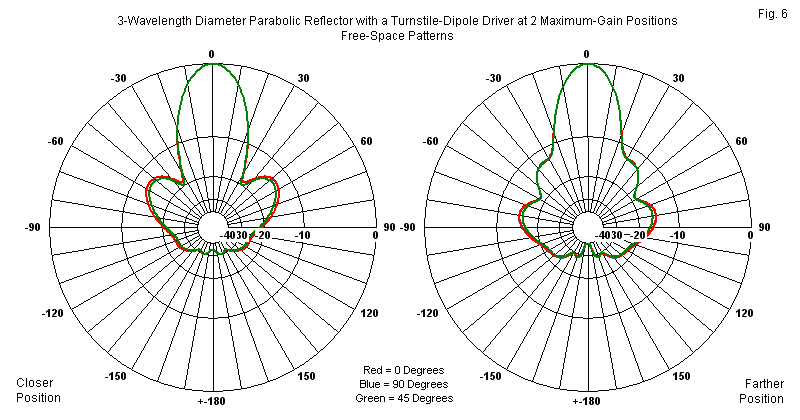 3-Wavelength Diameter Parabolic Reflector with a Turnstile-Dipole Driver at 2 Maximum-Gain Positions
Fig. 6
Free-Space Patterns
0
-30 30
-60 60
-90 -40 30 -20 -10 0 90
-120 120
-150 150
+-180
0
-30 30
-60 60
-90 -40 30 -20 -10 0 90
-120 120
-150 150
+-180
Red = 0 Degrees
Blue = 90 Degrees
Green = 45 Degrees
Closer
Position
Farther
Position